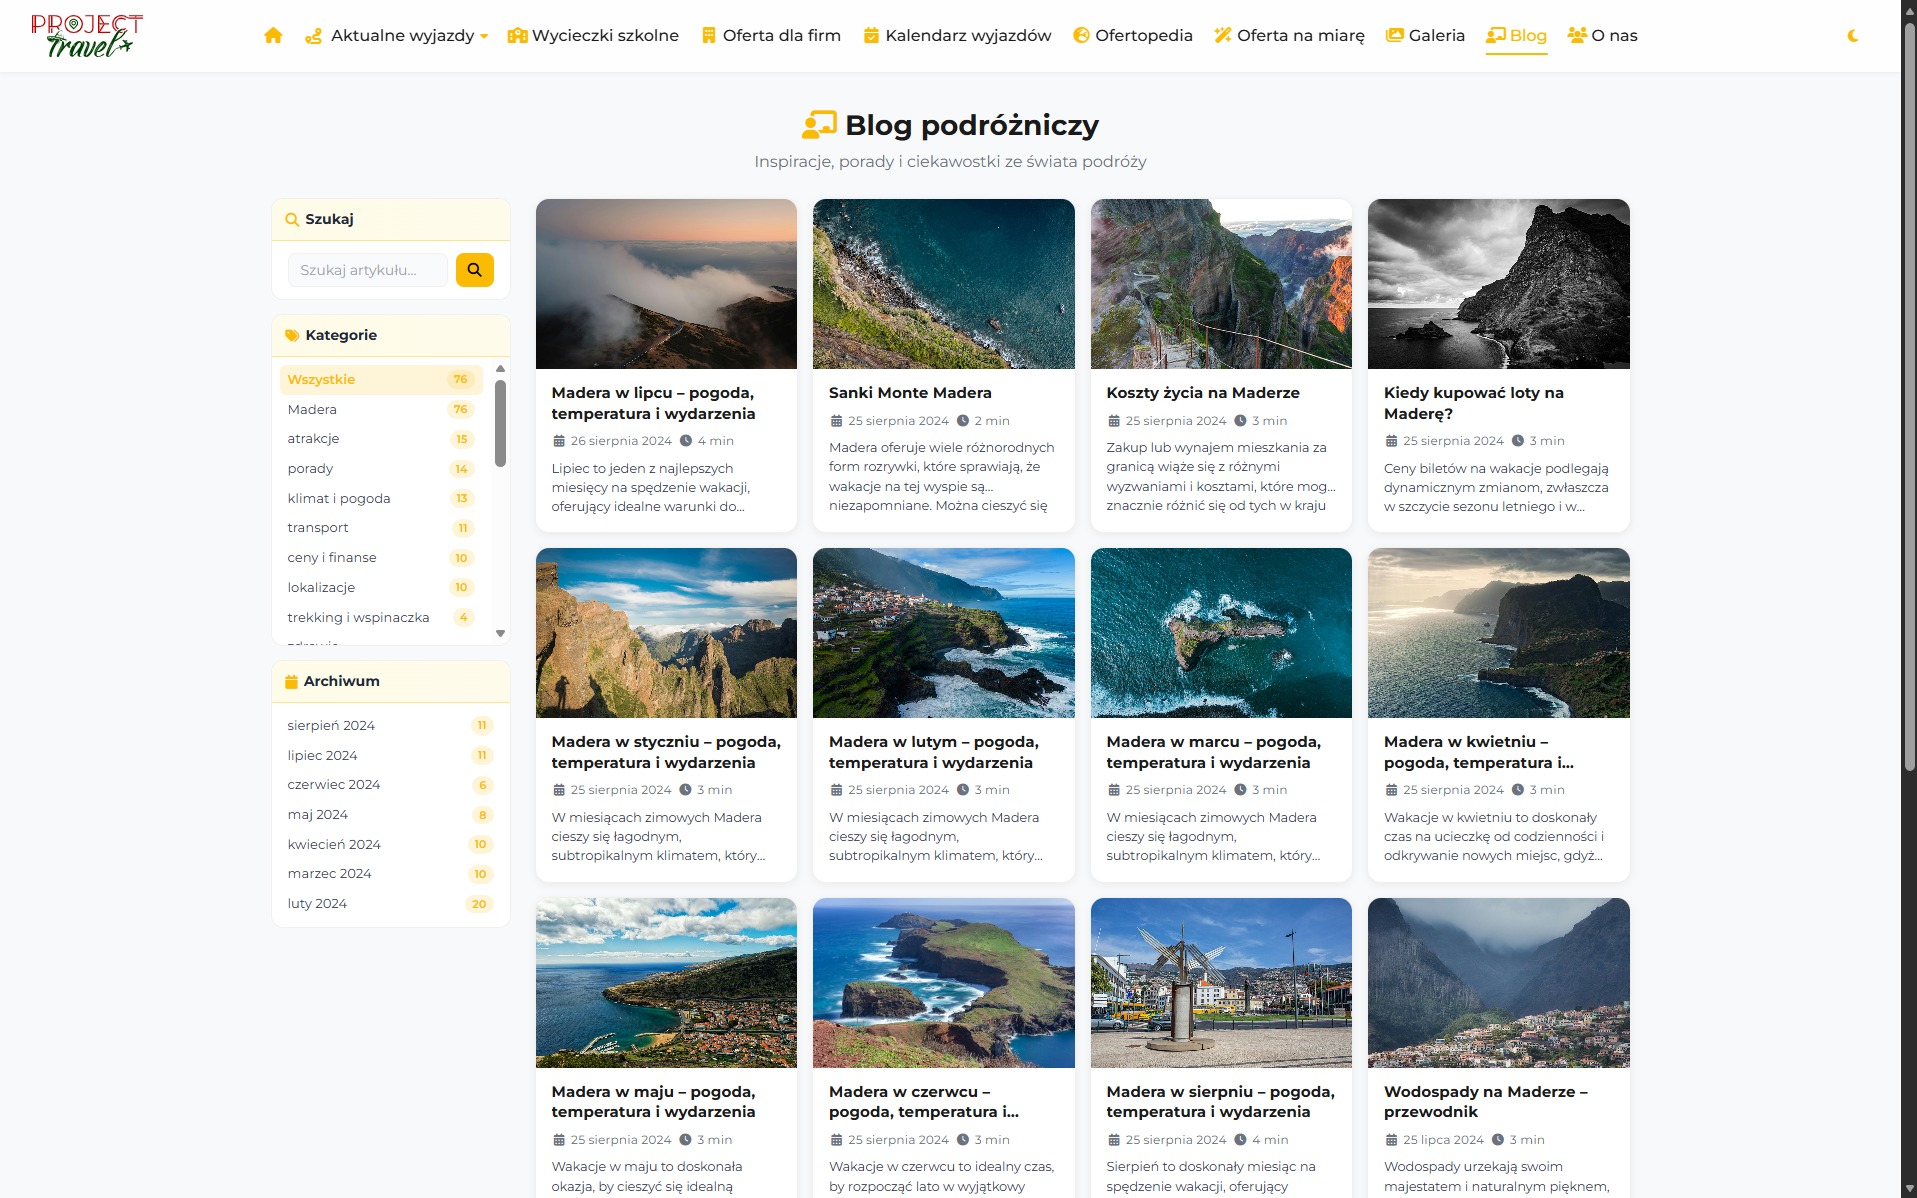 PROJECT
Travel
Aktualne wyjazdy
Wycieczki szkolne
Oferta dla firm
Kalendarz wyjazdów
Ofertopedia
Oferta na miarę
Galeria
Blog
O nas
Blog podróżniczy
Inspiracje, porady i ciekawostki ze świata podróży
Szukaj
Szukaj artykułu...
Kategorie
Wszystkie 76
Madera 76
atrakcje 15
porady 14
klimat i pogoda 13
transport 11
ceny i finanse 10
lokalizacje 10
trekking i wspinaczka 4
Archiwum
sierpień 2024 11
lipiec 2024 11
czerwiec 2024 6
maj 2024 8
kwiecień 2024 10
marzec 2024 10
luty 2024 20
Madera w lipcu – pogoda,
temperatura i wydarzenia
26 sierpnia 2024 4 min
Lipiec to jeden z najlepszych
miesięcy na spędzenie wakacji,
oferujący idealne warunki do...
Sanki Monte Madera
25 sierpnia 2024 2 min
Madera oferuje wiele różnorodnych
form rozrywki, które sprawiają, że
wakacje na tej wyspie są...
niezapomniane. Można cieszyć się
Koszty życia na Maderze
25 sierpnia 2024 3 min
Zakup lub wynajem mieszkania za
granicą wiąże się z różnymi
wyzwaniami i kosztami, które mog...
znacznie różnić się od tych w kraju
Kiedy kupować loty na
Maderę?
25 sierpnia 2024 3 min
Ceny biletów na wakacje podlegają
dynamicznym zmianom, zwłaszcza
w szczycie sezonu letniego i w...
Madera w styczniu – pogoda,
temperatura i wydarzenia
25 sierpnia 2024 3 min
W miesiącach zimowych Madera
cieszy się łagodnym,
subtropikalnym klimatem, który...
Madera w lutym – pogoda,
temperatura i wydarzenia
25 sierpnia 2024 3 min
W miesiącach zimowych Madera
cieszy się łagodnym,
subtropikalnym klimatem, który...
Madera w marcu – pogoda,
temperatura i wydarzenia
25 sierpnia 2024 3 min
W miesiącach zimowych Madera
cieszy się łagodnym,
subtropikalnym klimatem, który...
Madera w kwietniu –
pogoda, temperatura i...
25 sierpnia 2024 3 min
Wakacje w kwietniu to doskonały
czas na ucieczkę od codzienności i
odkrywanie nowych miejsc, gdyż...
Madera w maju – pogoda,
temperatura i wydarzenia
25 sierpnia 2024 3 min
Wakacje w maju to doskonała
okazja, by cieszyć się idealną
Madera w czerwcu –
pogoda, temperatura i...
25 sierpnia 2024 3 min
Wakacje w czerwcu to idealny czas,
by rozpocząć lato w wyjątkowy
Madera w sierpniu – pogoda,
temperatura i wydarzenia
25 sierpnia 2024 4 min
Sierpień to doskonały miesiąc na
spędzenie wakacji, oferujący
Wodospady na Maderze –
przewodnik
25 lipca 2024 3 min
Wodospady urzekają swoim
majestatem i naturalnym pięknem,